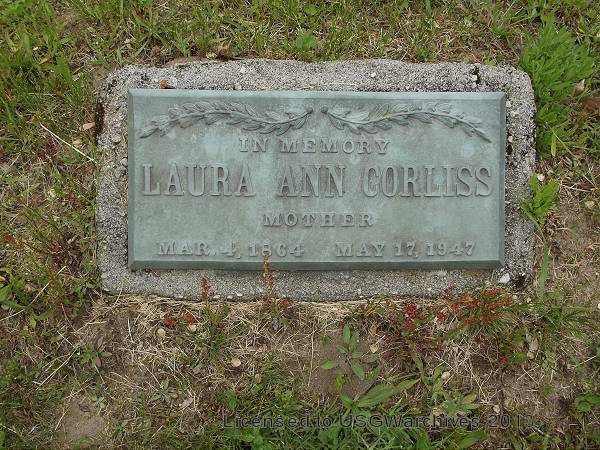 IN MEMORY
LAURA ANN CORLISS
MOTHER
MAR. 4, 1864 MAY 17, 1947
Licensed to USGWarchives 2013